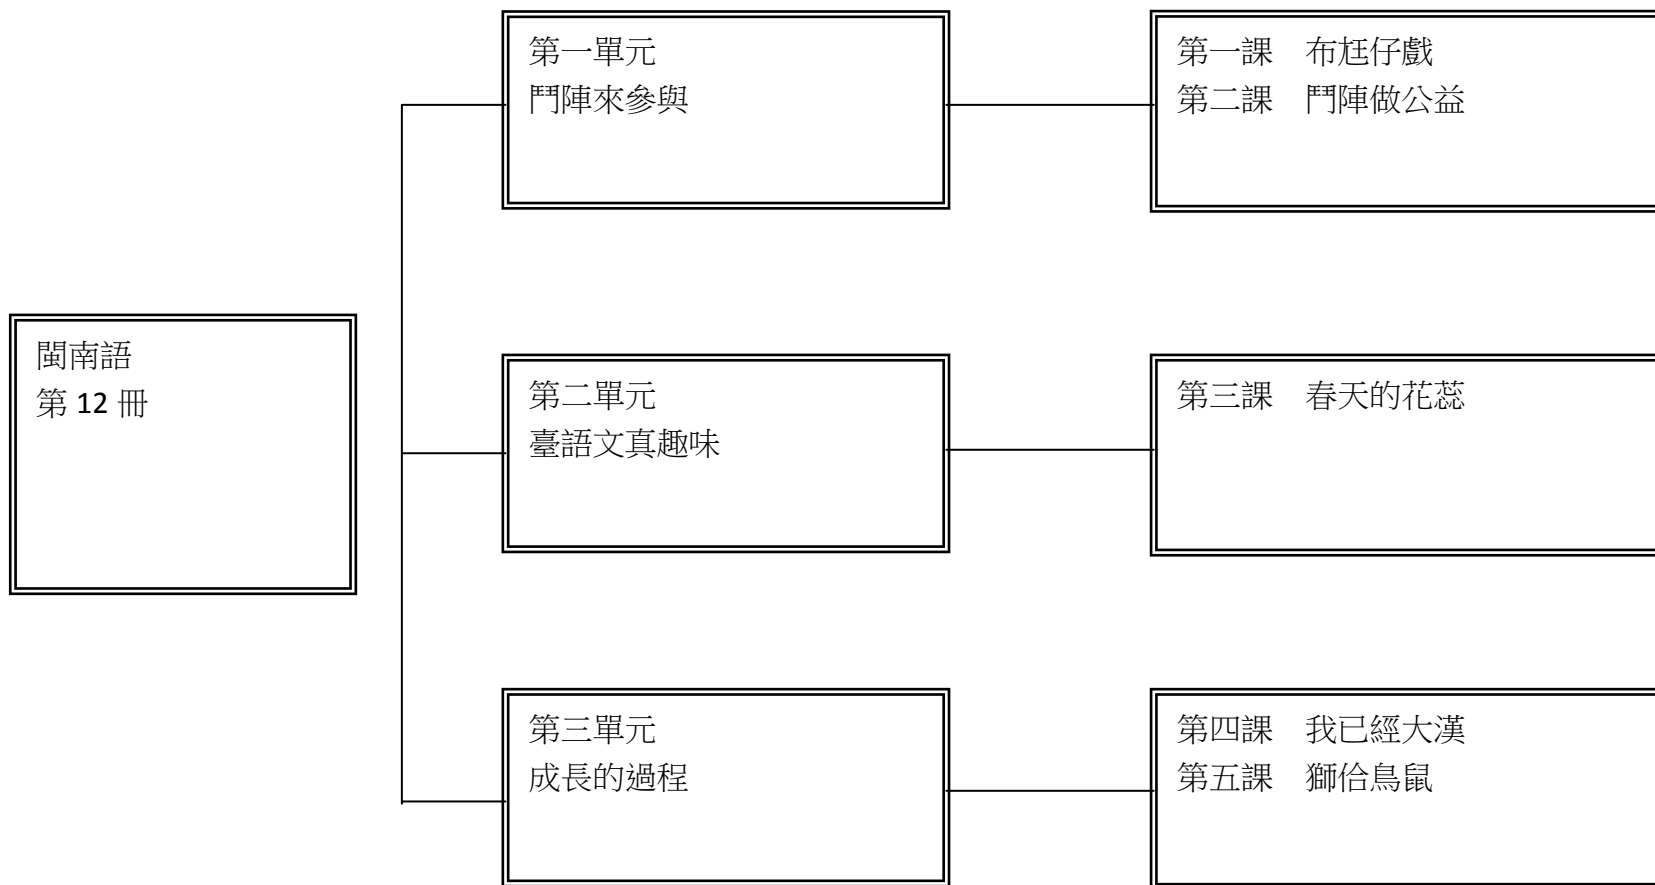 閩南語
第 12 冊
第一單元
鬥陣來參與
第一課　布尪仔戲
第二課　鬥陣做公益
第二單元
臺語文真趣味
第三課　春天的花蕊
第三單元
成長的過程
第四課　我已經大漢
第五課　獅佮鳥鼠